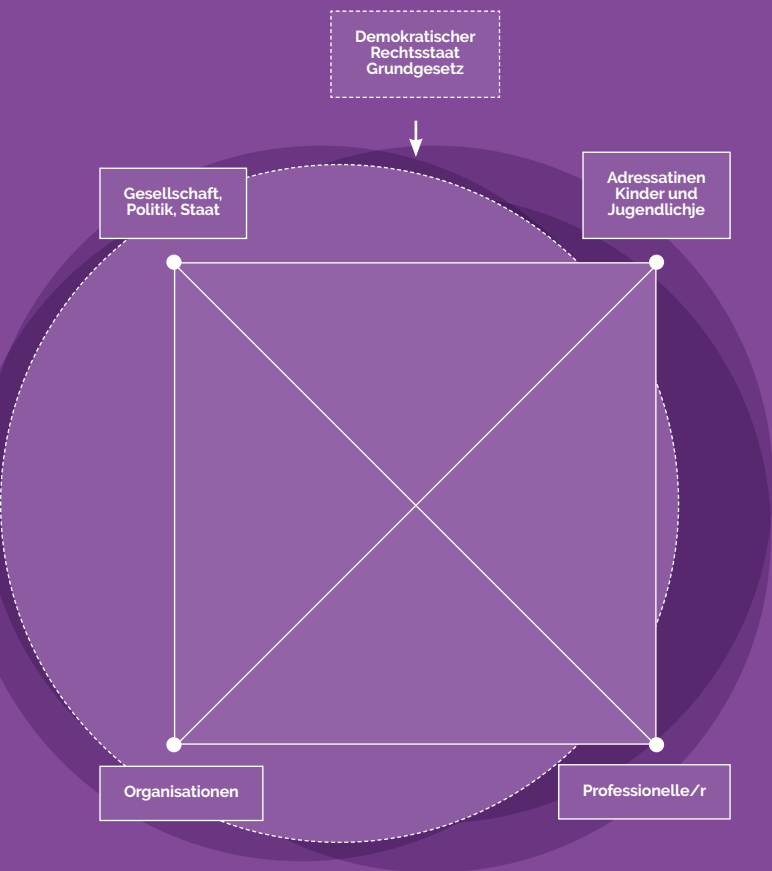 Demokratischer
Rechtsstaat
Grundgesetz
Gesellschaft,
Politik, Staat
Adressatinen
Kinder und
Jugendlichje
Organisationen
Professionelle/r